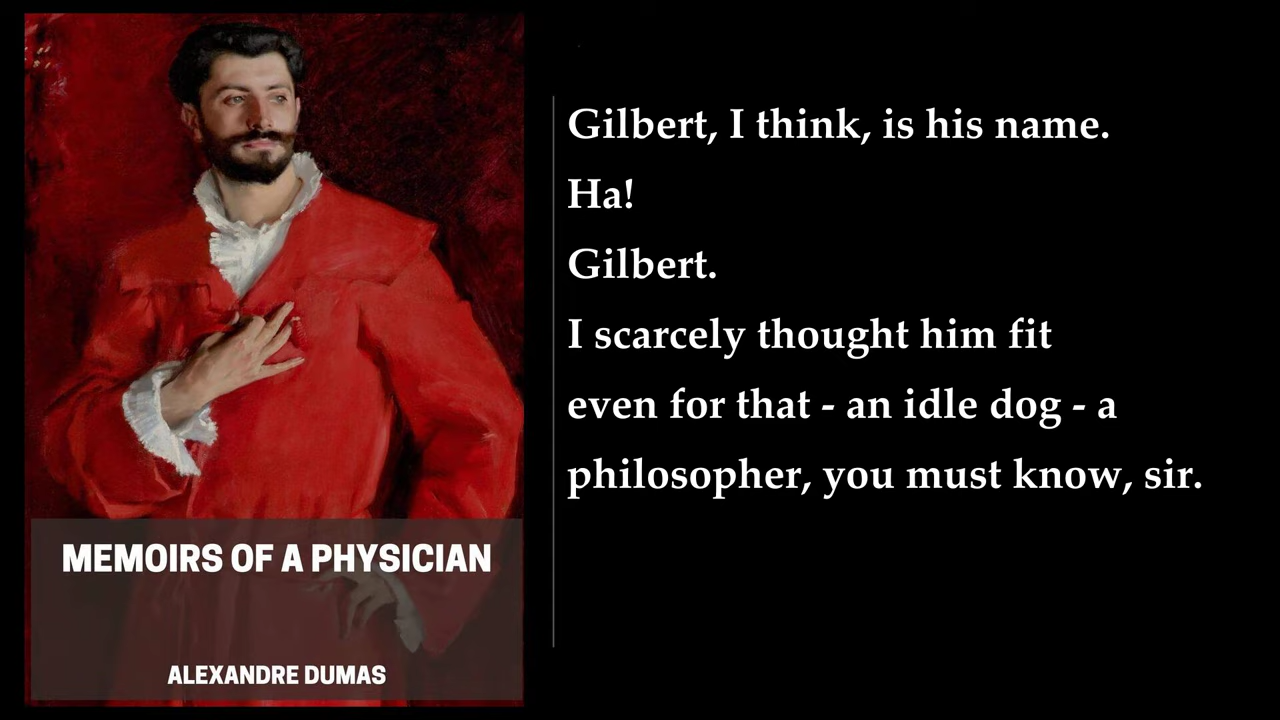 Gilbert, I think, is his name.
Ha!
Gilbert.
I scarcely thought him fit
even for that - an idle dog - a
philosopher, you must know, sir.
MEMOIRS OF A PHYSICIAN
ALEXANDRE DUMAS